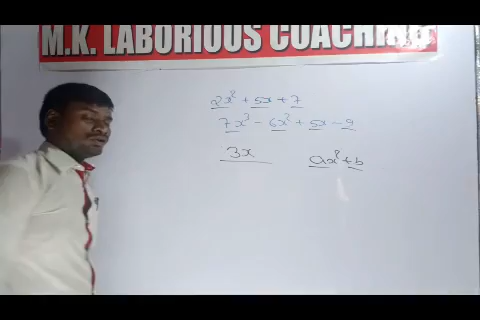 M.K. LABORIOUS COACHING
2x² + 5x + 7
7x³ - 6x² + 5x - 9
3x
ax² + b